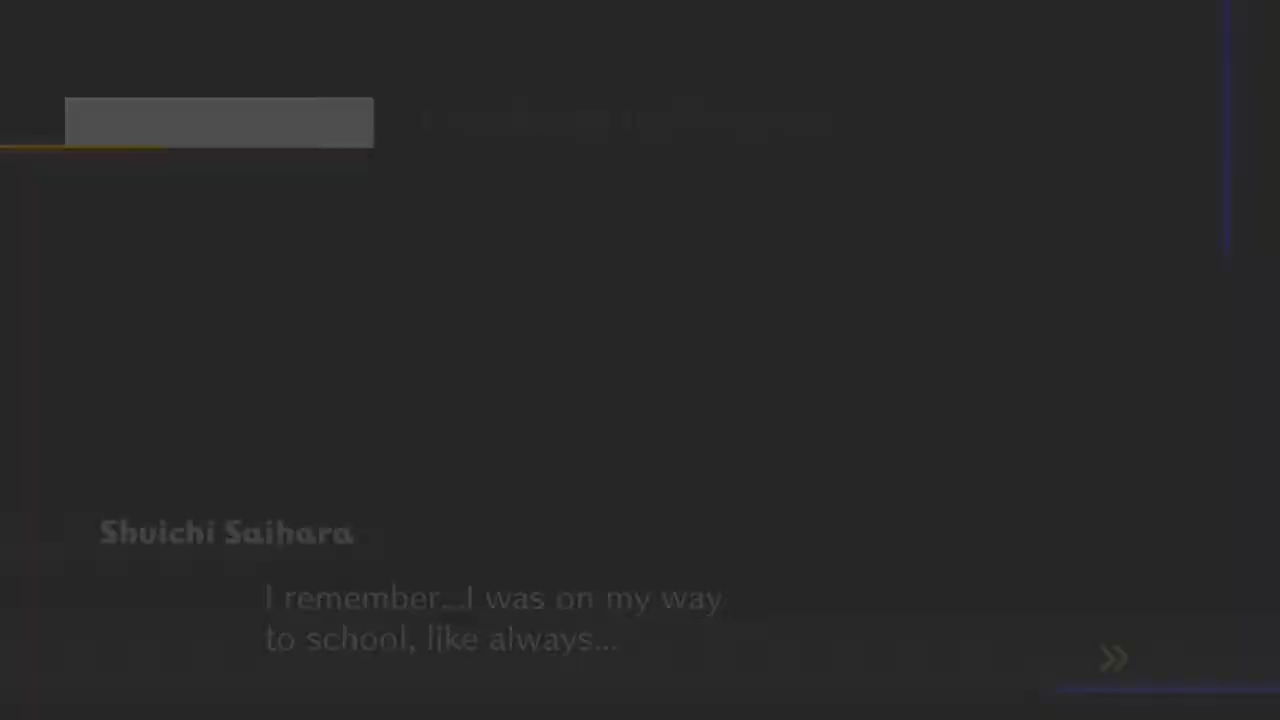 Shuichi Saihara
I remember...I was on my way
to school, like always...